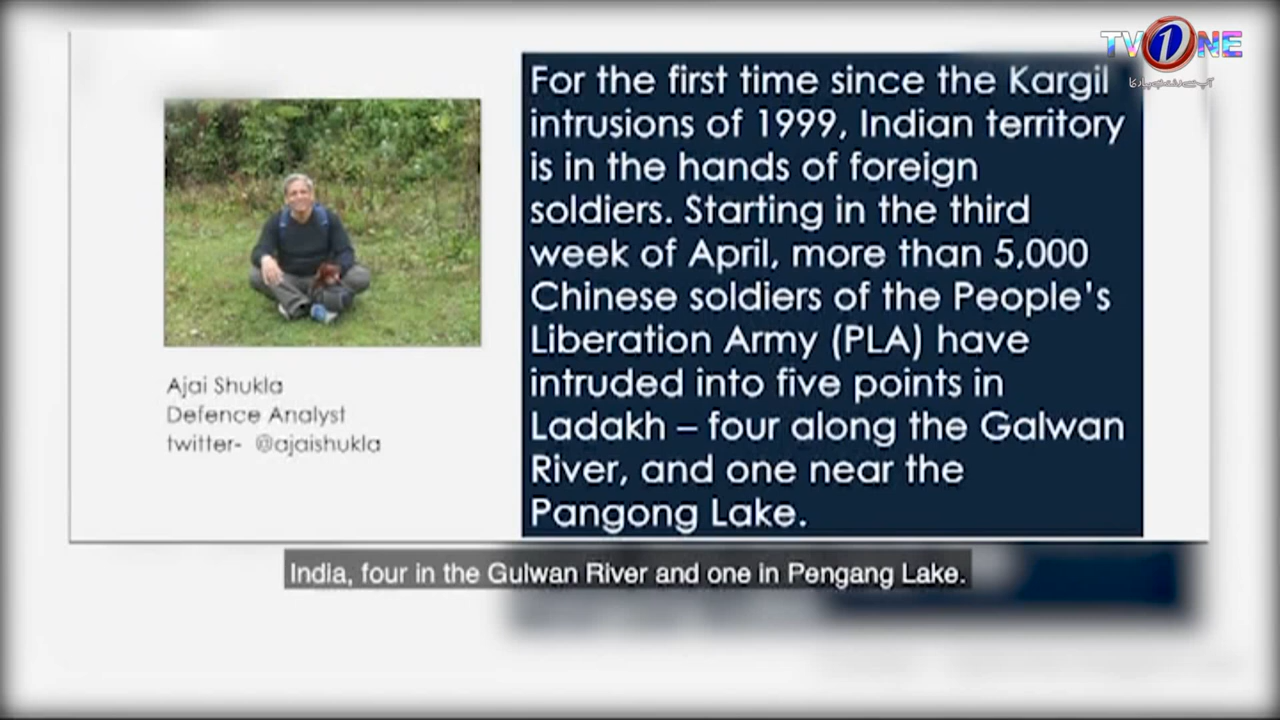 TV1ONE
For the first time since the Kargil
intrusions of 1999, Indian territory
is in the hands of foreign
soldiers. Starting in the third
week of April, more than 5,000
Chinese soldiers of the People's
Liberation Army (PLA) have
intruded into five points in
Ladakh – four along the Galwan
River, and one near the
Pangong Lake.
Ajai Shukla
Defence Analyst
twitter- @ajaishukla
India, four in the Gulwan River and one in Pengang Lake.